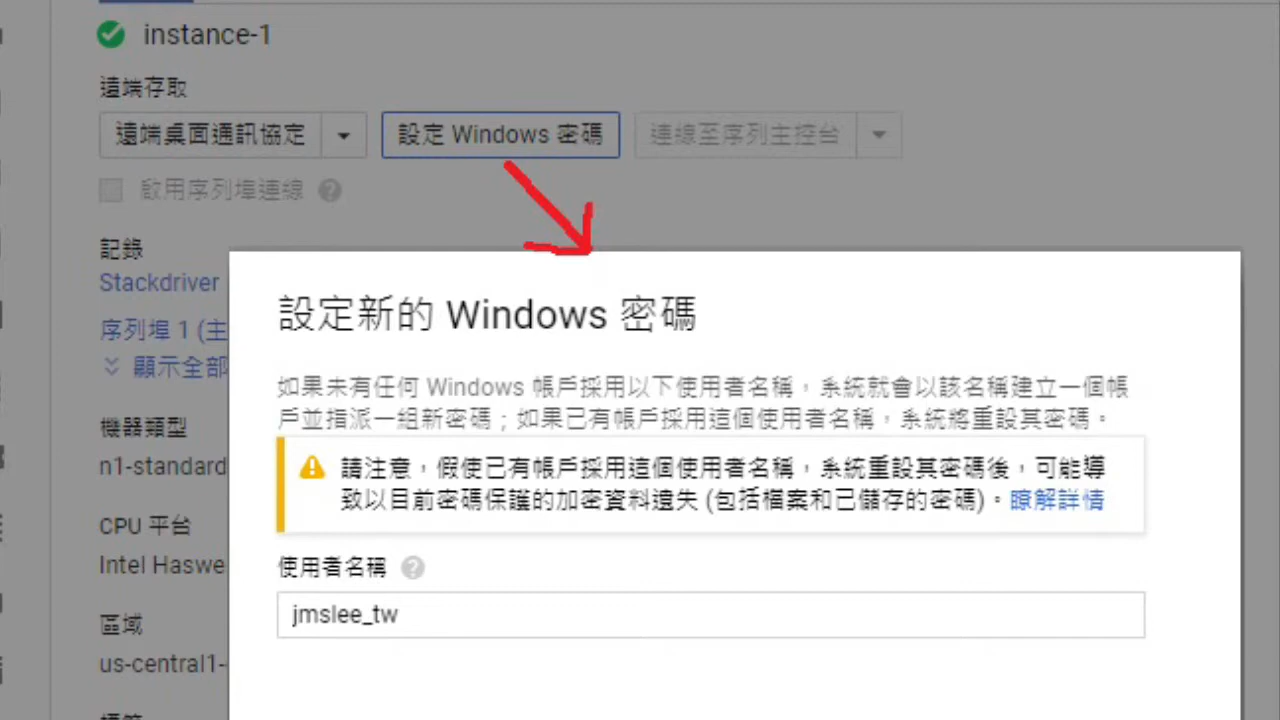 instance-1
遠端存取
遠端桌面通訊協定
設定 Windows 密碼
連線至序列主控台
啟用序列埠連線
記錄
Stackdriver
序列埠 1 (主
顯示全部
機器類型
n1-standard
CPU 平台
Intel Haswe
區域
us-central1-
設定新的 Windows 密碼
如果未有任何 Windows 帳戶採用以下使用者名稱，系統就會以該名稱建立一個帳
戶並指派一組新密碼；如果已有帳戶採用這個使用者名稱，系統將重設其密碼。
請注意，假使已有帳戶採用這個使用者名稱，系統重設其密碼後，可能導
致以目前密碼保護的加密資料遺失 (包括檔案和已儲存的密碼)。瞭解詳情
使用者名稱
jmslee_tw